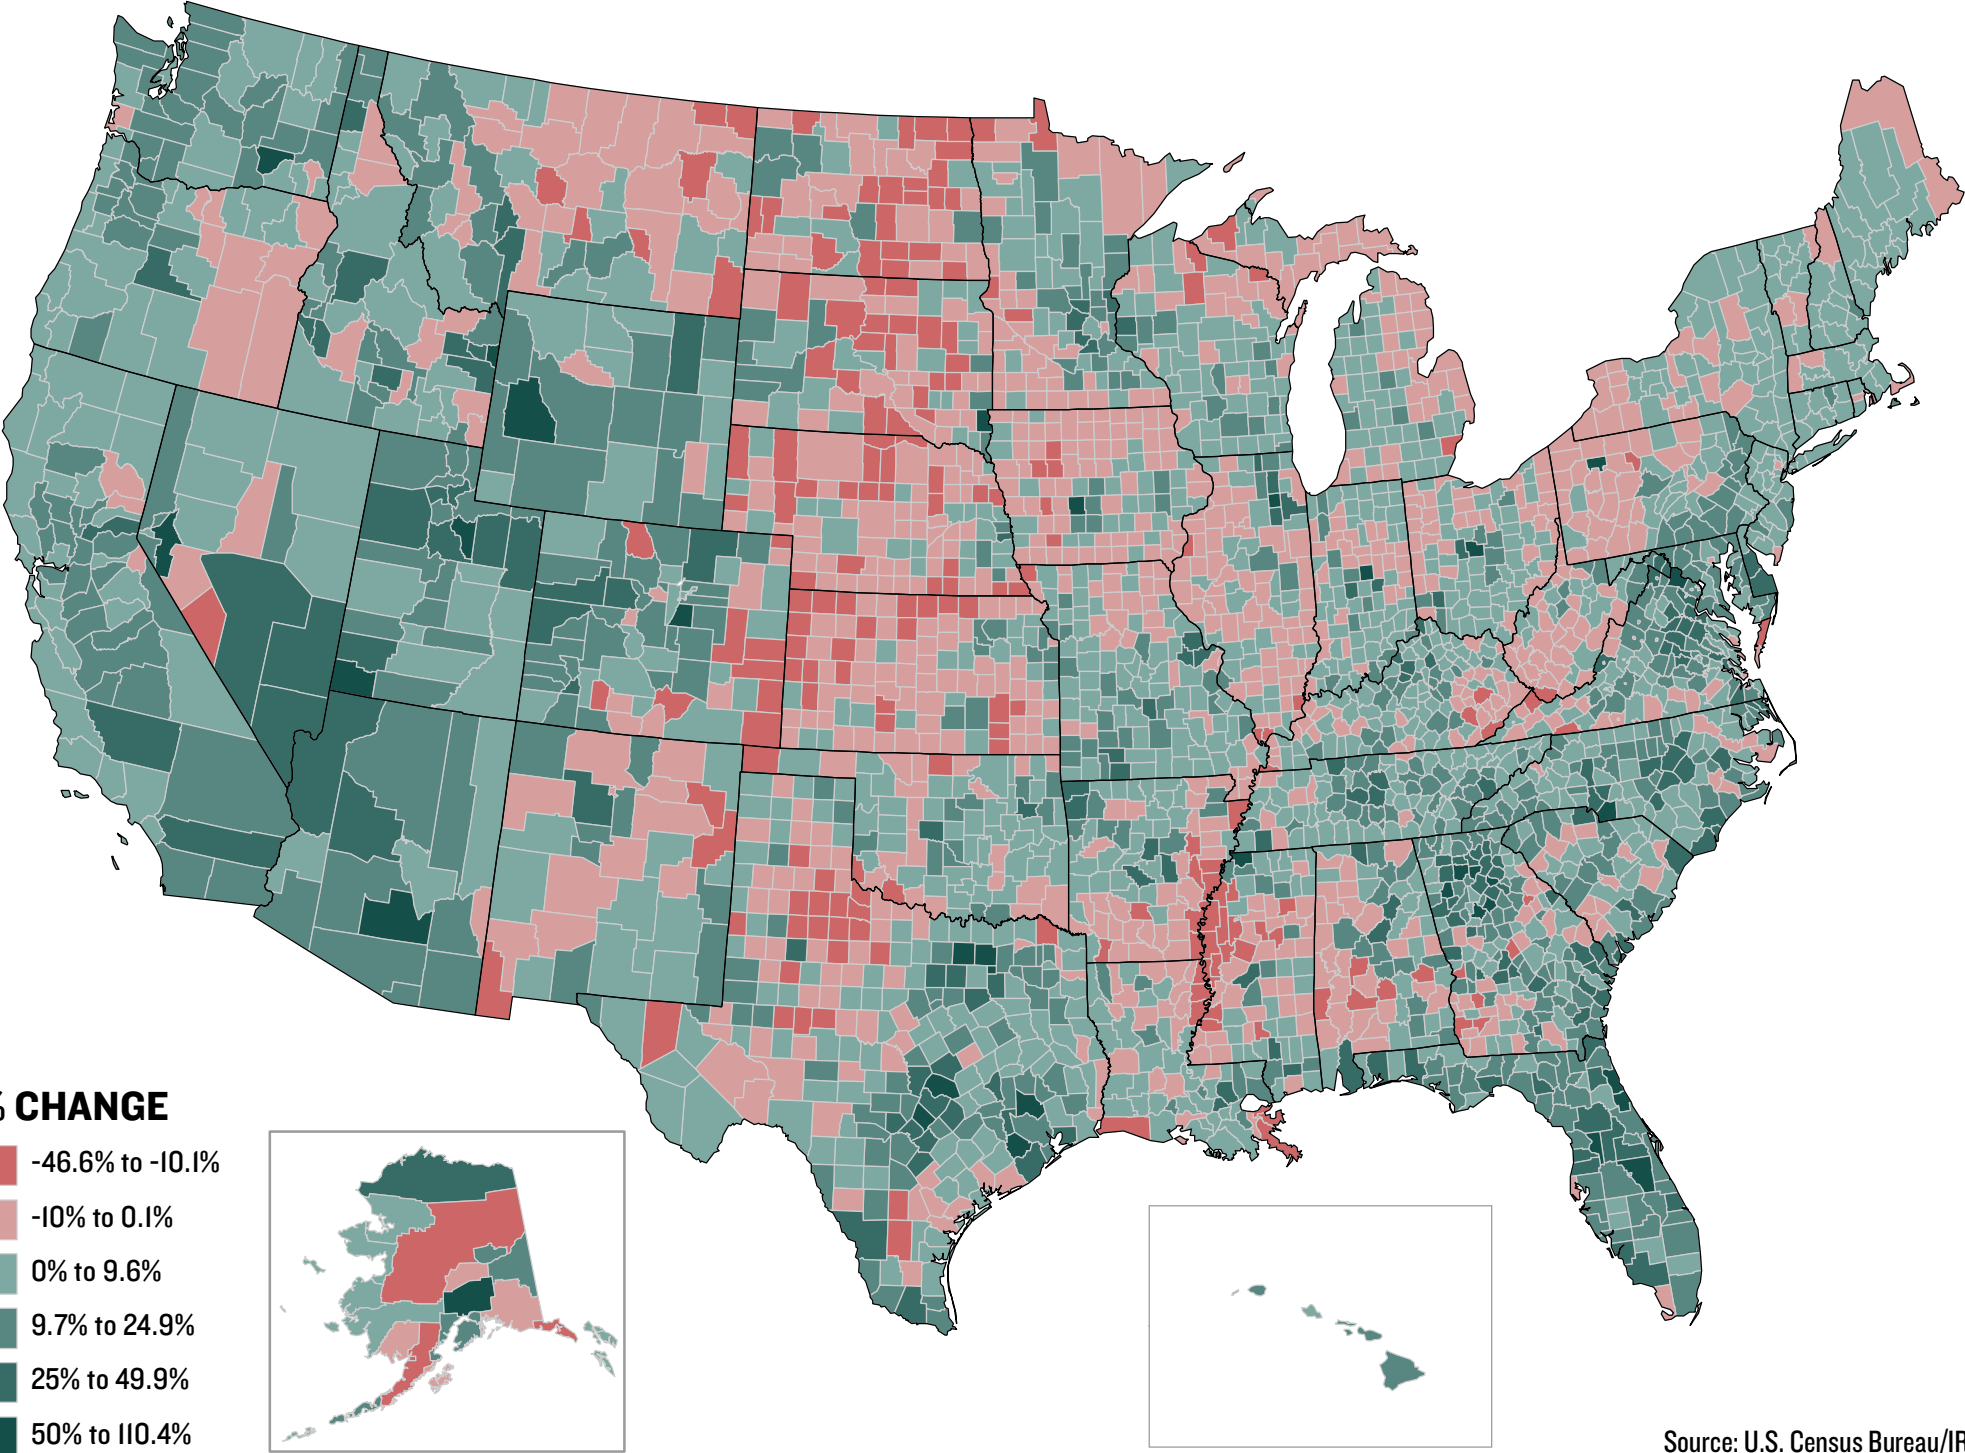 % CHANGE
-46.6% to -10.1%
-10% to 0.1%
0% to 9.6%
9.7% to 24.9%
25% to 49.9%
50% to 110.4%
Source: U.S. Census Bureau/IR